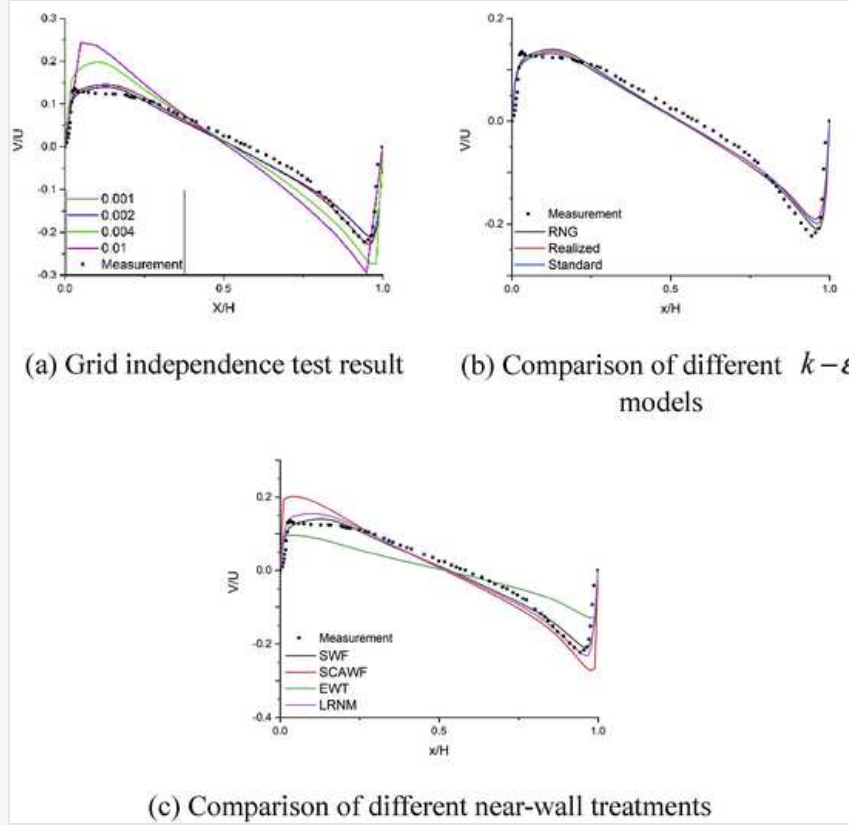 0.3
0.2
0.1
0.0
-0.1
-0.2
-0.3
V/U
0.001
0.002
0.004
0.01
Measurement
0.0
0.5
1.0
X/H
(a) Grid independence test result
0.2
0.0
-0.2
V/U
Measurement
RNG
Realized
Standard
0.0
0.5
1.0
x/H
(b) Comparison of different k−ε
models
0.2
0.0
-0.2
-0.4
V/U
Measurement
SWF
SCAWF
EWT
LRNM
0.0
0.5
1.0
x/H
(c) Comparison of different near-wall treatments